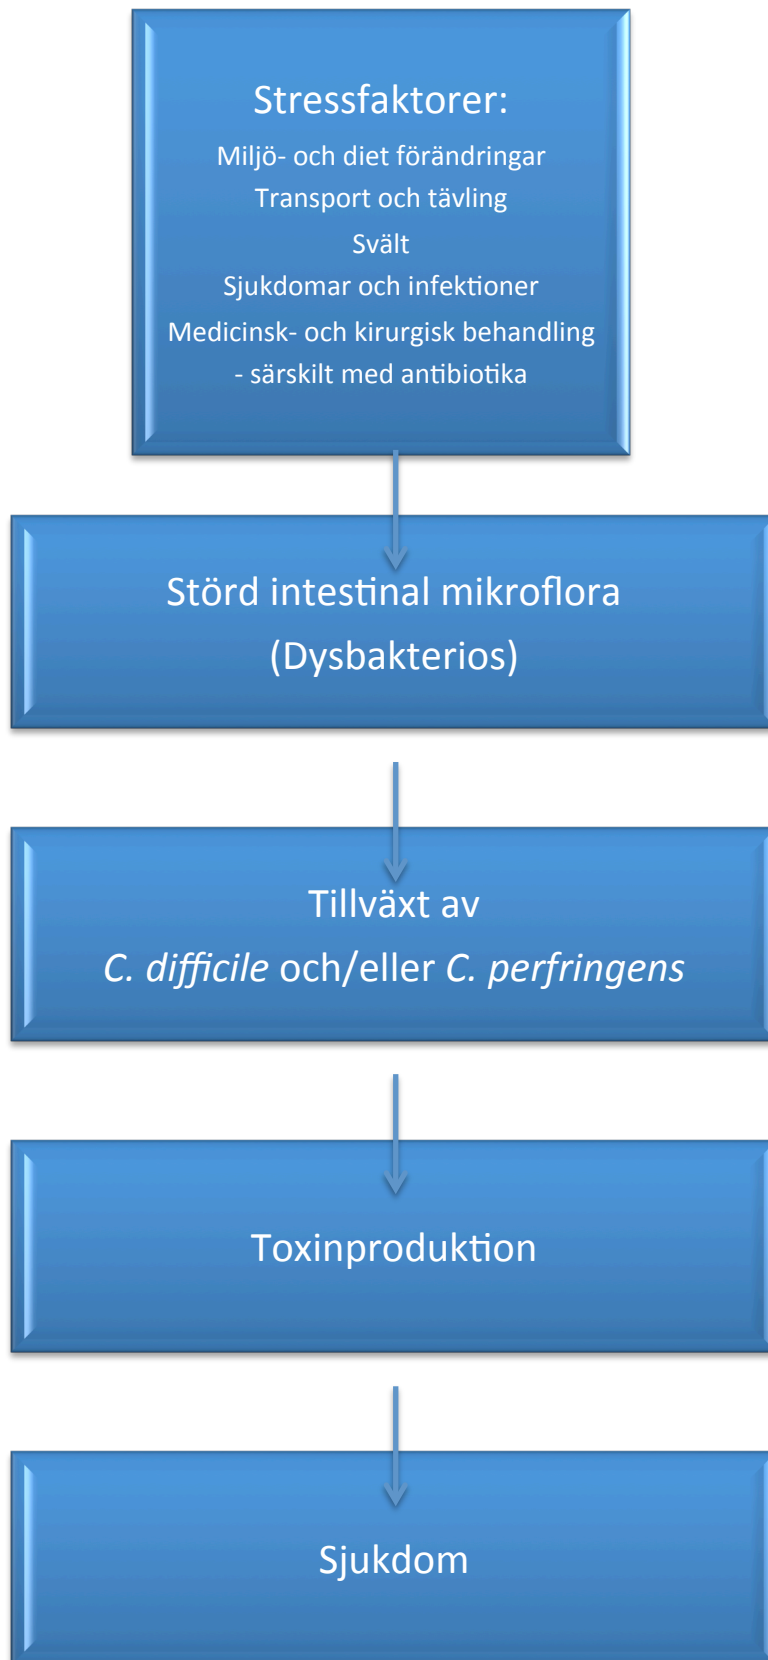 Stressfaktorer:
Miljö- och diet förändringar
Transport och tävling
Svält
Sjukdomar och infektioner
Medicinsk- och kirurgisk behandling
- särskilt med antibiotika
Störd intestinal mikroflora
(Dysbakterios)
Tillväxt av
C. difficile och/eller C. perfringens
Toxinproduktion
Sjukdom